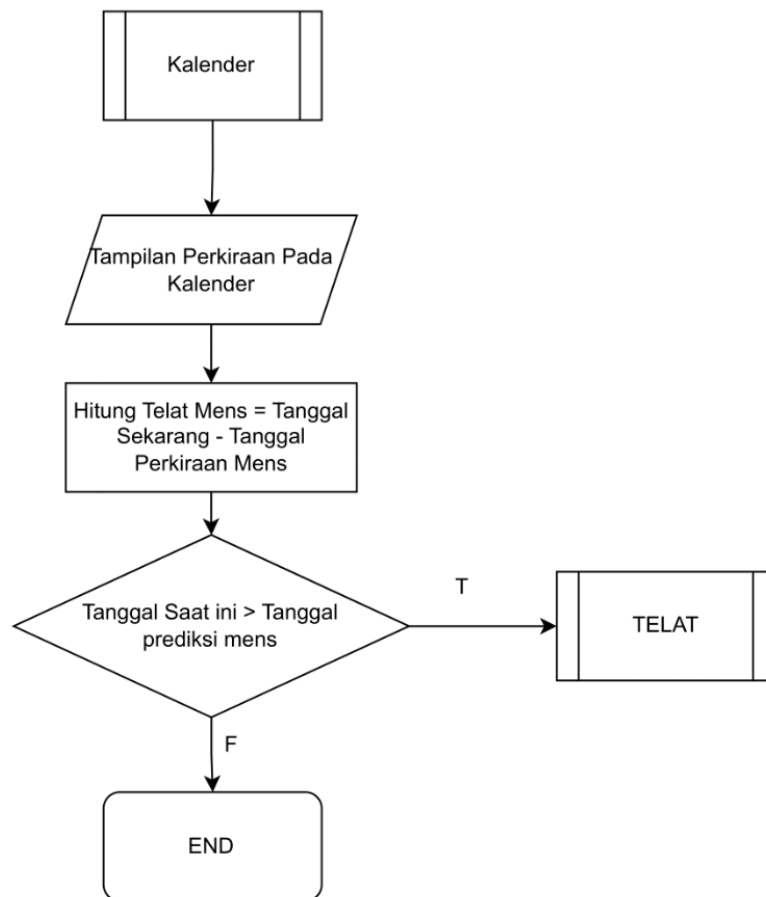 Kalender
Tampilan Perkiraan Pada
Kalender
Hitung Telat Mens = Tanggal
Sekarang - Tanggal
Perkiraan Mens
Tanggal Saat ini > Tanggal
prediksi mens
T
TELAT
F
END